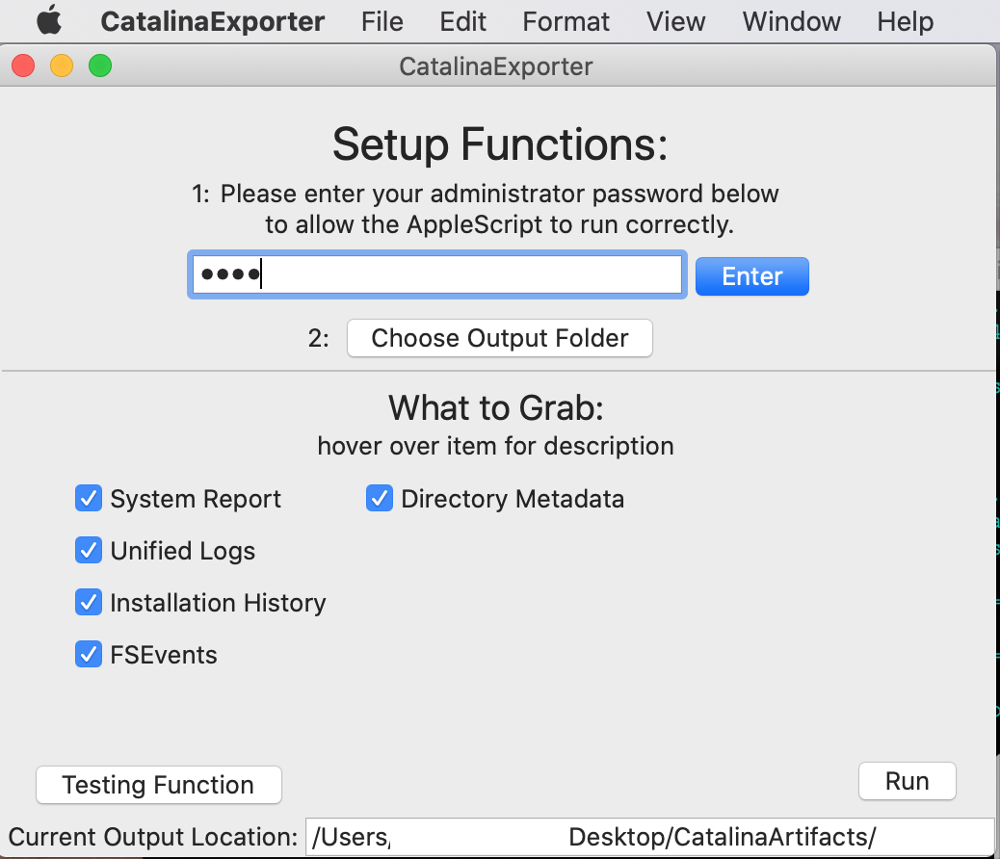 CatalinaExporter File Edit Format View Window Help
CatalinaExporter
Setup Functions:
1: Please enter your administrator password below
to allow the AppleScript to run correctly.
••••
Enter
2: Choose Output Folder
What to Grab:
hover over item for description
System Report
Directory Metadata
Unified Logs
Installation History
FSEvents
Testing Function
Run
Current Output Location: /Users, Desktop/CatalinaArtifacts/